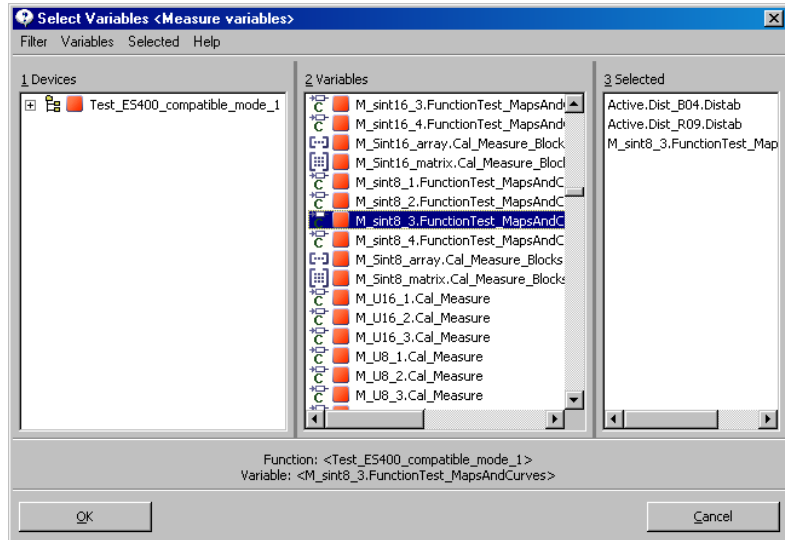 Select Variables <Measure variables>
Filter Variables Selected Help
1 Devices
Test_ES400_compatible_mode_1
2 Variables
M_sint16_3.FunctionTest_MapsAnd
M_sint16_4.FunctionTest_MapsAnd
M_Sint16_array.Cal_Measure_Block
M_Sint16_matrix.Cal_Measure_Bloc
M_sint8_1.FunctionTest_MapsAndC
M_sint8_2.FunctionTest_MapsAndC
M_sint8_3.FunctionTest_MapsAndC
M_sint8_4.FunctionTest_MapsAndC
M_Sint8_array.Cal_Measure_Blocks
M_Sint8_matrix.Cal_Measure_Blocks
M_U16_1.Cal_Measure
M_U16_2.Cal_Measure
M_U16_3.Cal_Measure
M_U8_1.Cal_Measure
M_U8_2.Cal_Measure
M_U8_3.Cal_Measure
3 Selected
Active.Dist_B04.Distab
Active.Dist_R09.Distab
M_sint8_3.FunctionTest_Map
Function: <Test_ES400_compatible_mode_1>
Variable: <M_sint8_3.FunctionTest_MapsAndCurves>
OK
Cancel